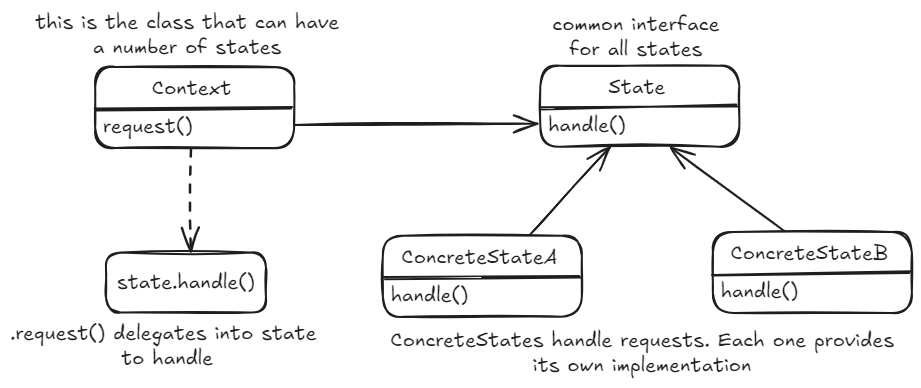 this is the class that can have
a number of states
common interface
for all states
Context
request()
State
handle()
state.handle()
ConcreteStateA
handle()
ConcreteStateB
handle()
.request() delegates into state
to handle
ConcreteStates handle requests. Each one provides
its own implementation